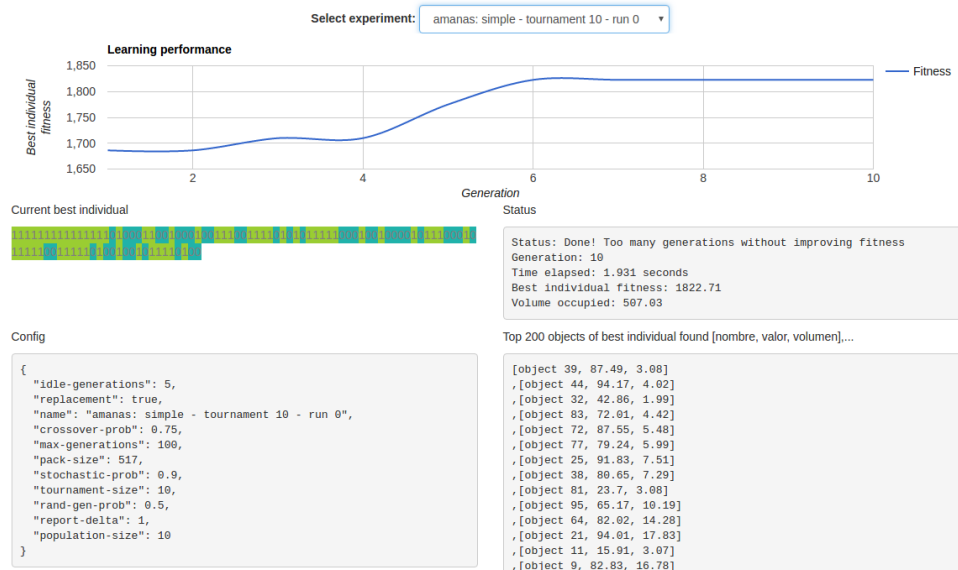 Select experiment: amanas: simple - tournament 10 - run 0
Learning performance
Best individual
fitness
1,850
1,800
1,750
1,700
1,650
2
4
6
8
10
Generation
Fitness
Current best individual
Status
Status: Done! Too many generations without improving fitness
Generation: 10
Time elapsed: 1.931 seconds
Best individual fitness: 1822.71
Volume occupied: 507.03
Config
{
"idle-generations": 5,
"replacement": true,
"name": "amanas: simple - tournament 10 - run 0",
"crossover-prob": 0.75,
"max-generations": 100,
"pack-size": 517,
"stochastic-prob": 0.9,
"tournament-size": 10,
"rand-gen-prob": 0.5,
"report-delta": 1,
"population-size": 10
}
Top 200 objects of best individual found [nombre, valor, volumen],...
[object 39, 87.49, 3.08]
,[object 44, 94.17, 4.02]
,[object 32, 42.86, 1.99]
,[object 83, 72.01, 4.42]
,[object 72, 87.55, 5.48]
,[object 77, 79.24, 5.99]
,[object 25, 91.83, 7.51]
,[object 38, 80.65, 7.29]
,[object 81, 23.7, 3.08]
,[object 95, 65.17, 10.19]
,[object 64, 82.02, 14.28]
,[object 21, 94.01, 17.83]
,[object 11, 15.91, 3.07]
,[object 9, 82.83, 16.78]